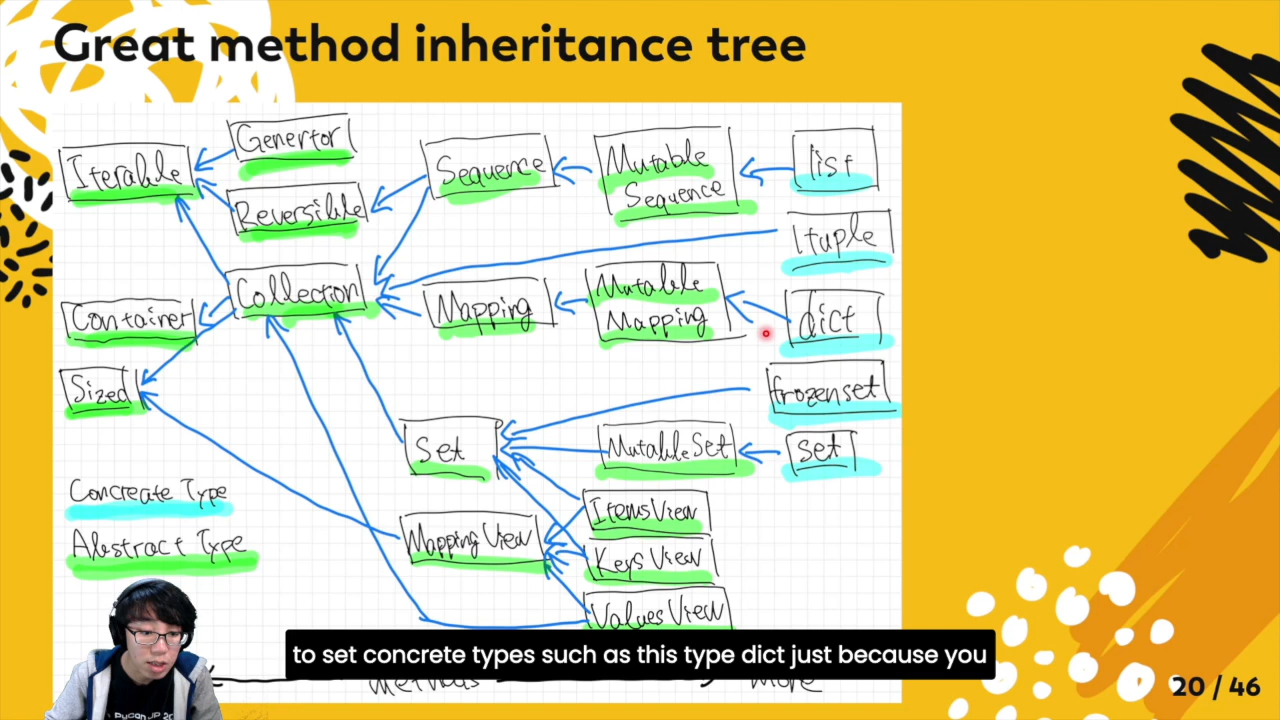 Great method inheritance tree
Genertor
Iterable
Reversible
Sequence
Mutable
Sequence
list
tuple
Collection
Container
Mapping
Mutable
Mapping
dict
Sized
frozenset
Set
MutableSet
set
Concreate Type
Abstract Type
ItemsView
MappingView
KeysView
ValuesView
to set concrete types such as this type dict just because you
20 / 46